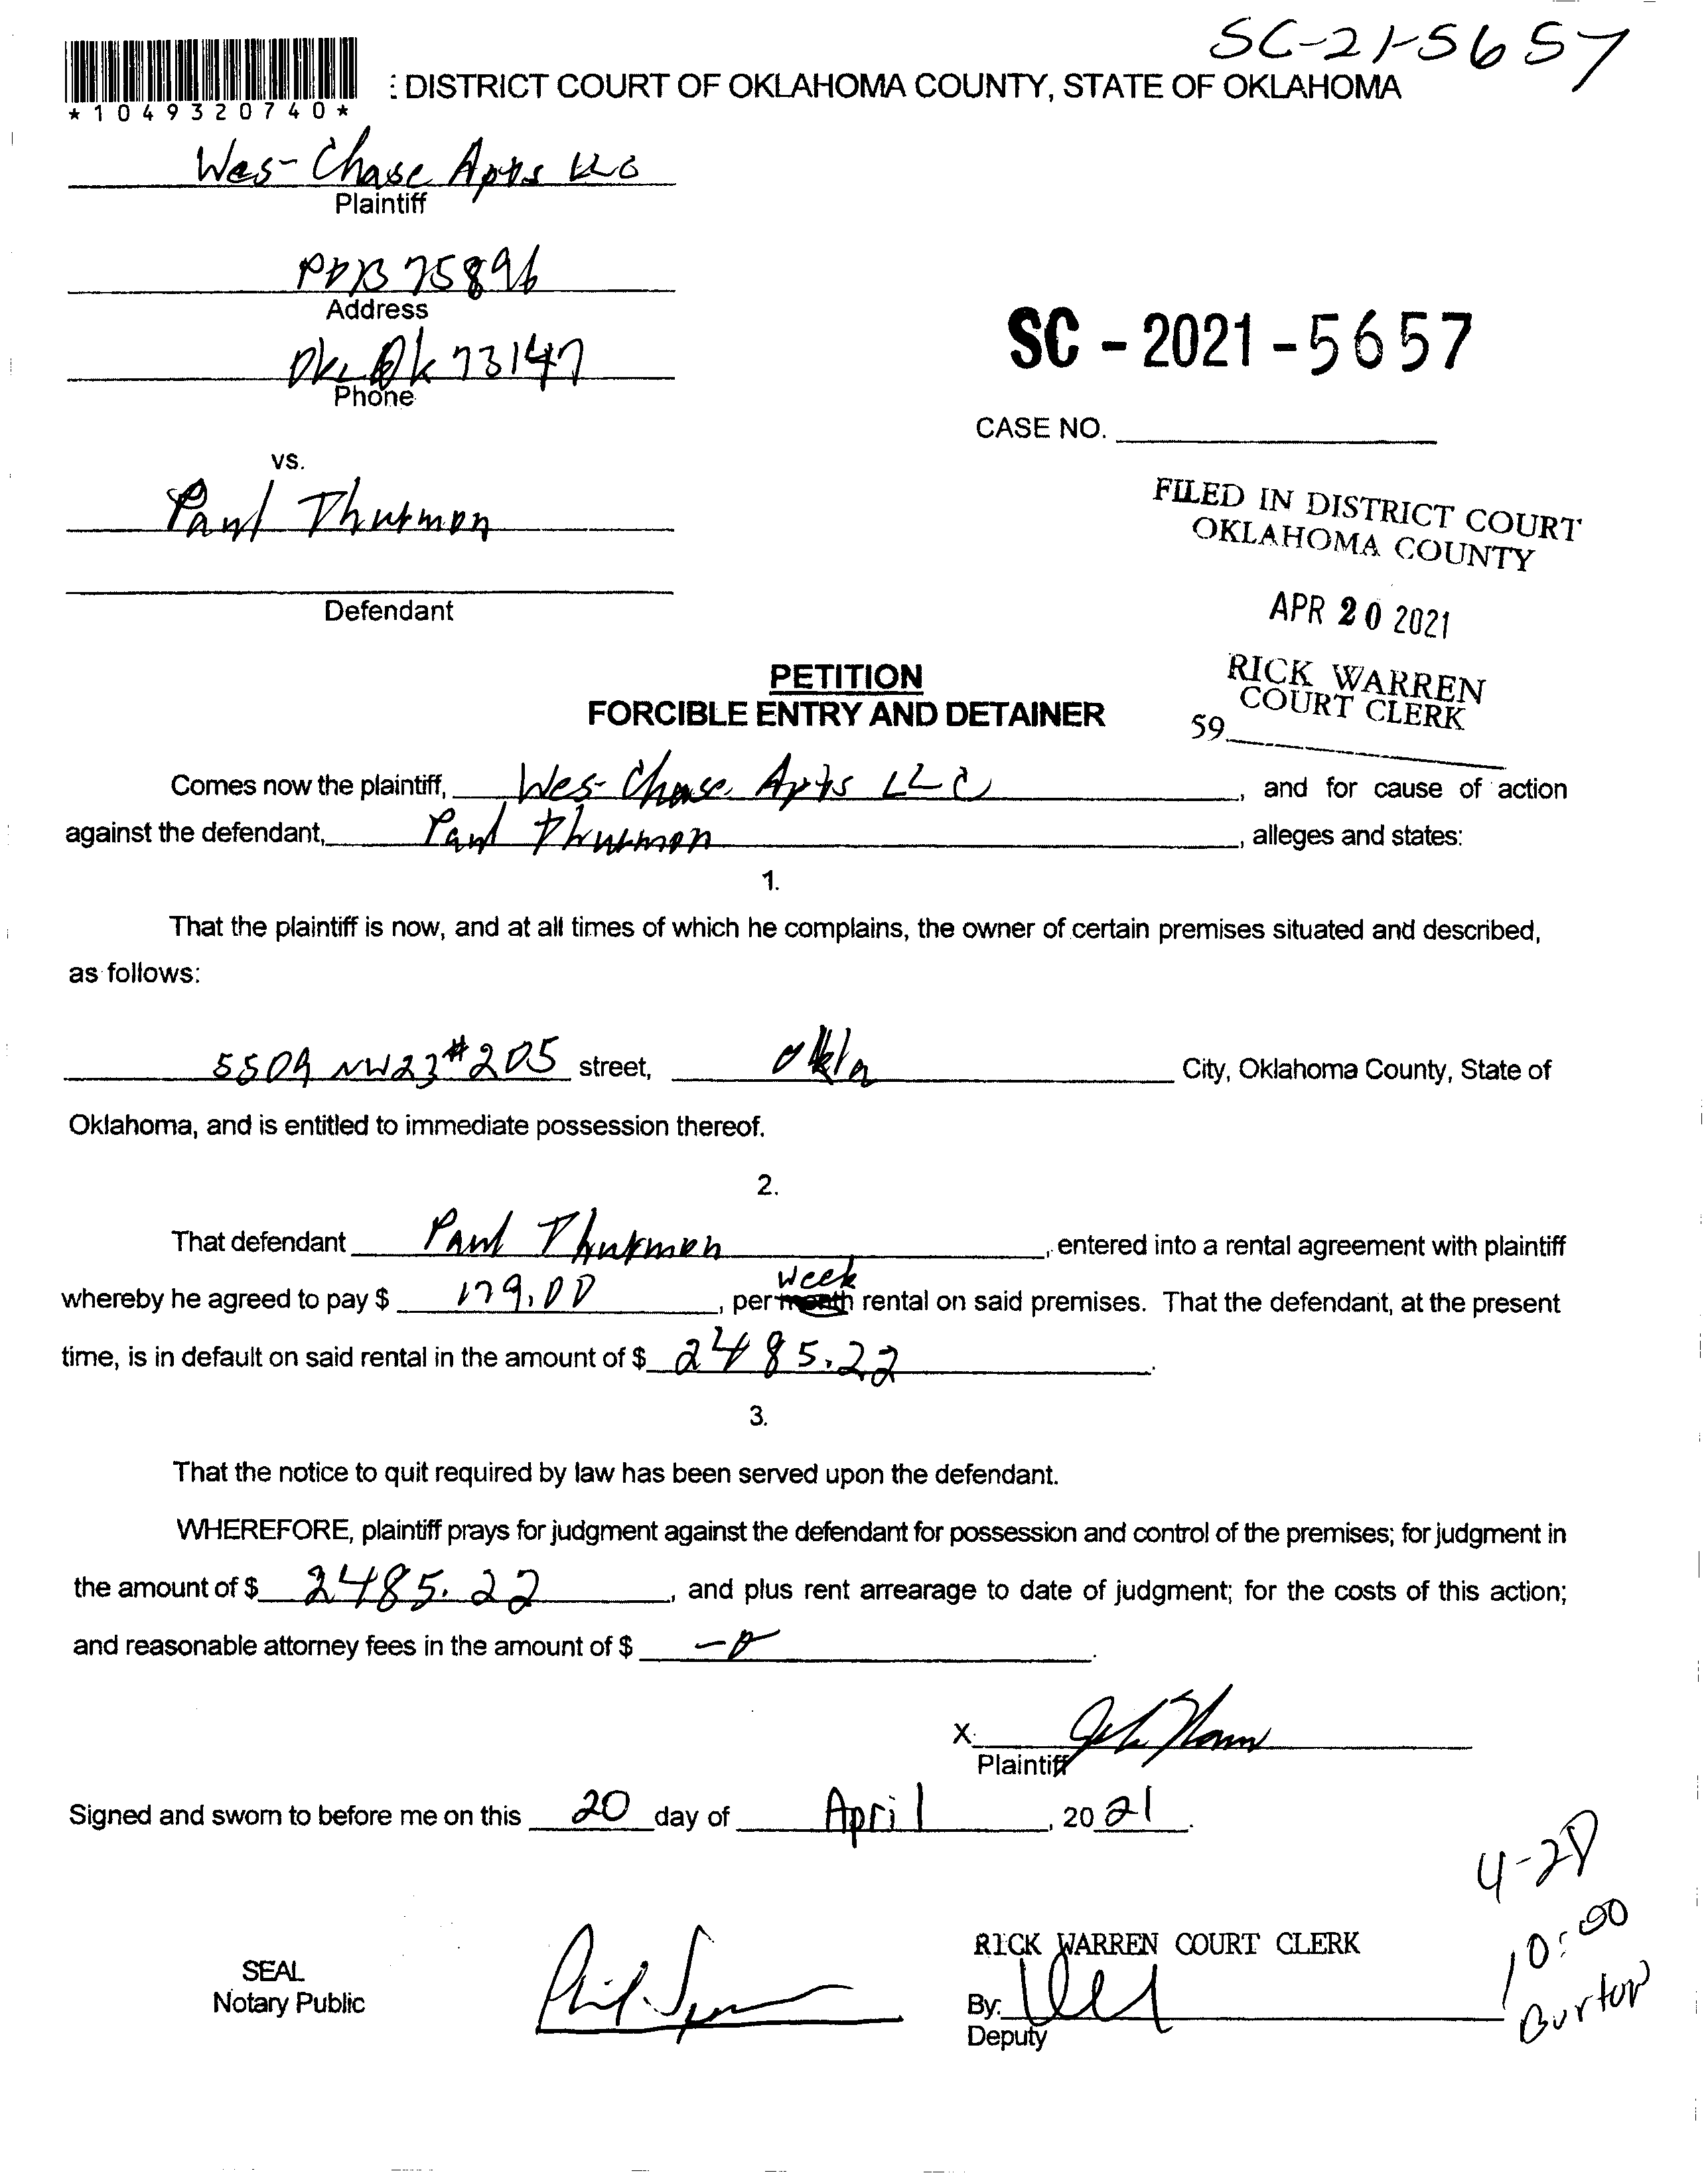 SC-21-5657
: DISTRICT COURT OF OKLAHOMA COUNTY, STATE OF OKLAHOMA
*1049320740*
Wes-Chase Apts LLC
Plaintiff
POB 75896
Address
Ok 73147
Phone
SC - 2021 - 5657
CASE NO.
vs.
Paul Thurmon
Defendant
FILED IN DISTRICT COURT
OKLAHOMA COUNTY
APR 20 2021
RICK WARREN
COURT CLERK
59
PETITION
FORCIBLE ENTRY AND DETAINER
Comes now the plaintiff, Wes-Chase Apts LLC, and for cause of action
against the defendant, Paul Thurmon, alleges and states:
1.
That the plaintiff is now, and at all times of which he complains, the owner of certain premises situated and described,
as follows:
5509 NW23 #205 street, Okla City, Oklahoma County, State of
Oklahoma, and is entitled to immediate possession thereof.
2.
That defendant Paul Thurmon, entered into a rental agreement with plaintiff
week
whereby he agreed to pay $ 179.00, per month rental on said premises. That the defendant, at the present
time, is in default on said rental in the amount of $ 2485.22.
3.
That the notice to quit required by law has been served upon the defendant.
WHEREFORE, plaintiff prays for judgment against the defendant for possession and control of the premises; for judgment in
the amount of $ 2485.22, and plus rent arrearage to date of judgment; for the costs of this action;
and reasonable attorney fees in the amount of $ -0.
X
Plaintiff
Signed and sworn to before me on this 20 day of April, 2021.
4-20
10:00
Burton
SEAL
Notary Public
RICK WARREN COURT CLERK
By:
Deputy